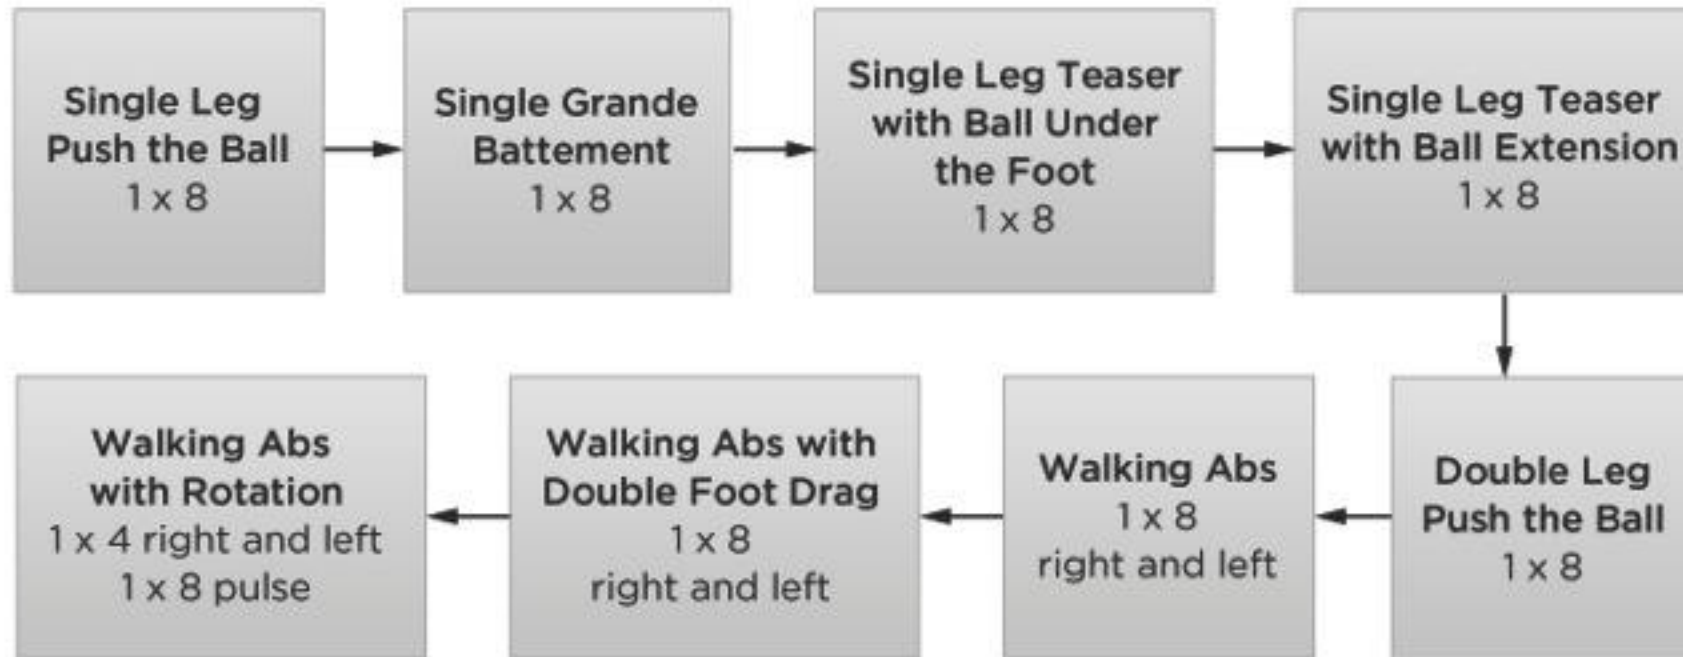 Single Leg
Push the Ball
1 x 8
Single Grande
Battement
1 x 8
Single Leg Teaser
with Ball Under
the Foot
1 x 8
Single Leg Teaser
with Ball Extension
1 x 8
Double Leg
Push the Ball
1 x 8
Walking Abs
1 x 8
right and left
Walking Abs with
Double Foot Drag
1 x 8
right and left
Walking Abs
with Rotation
1 x 4 right and left
1 x 8 pulse